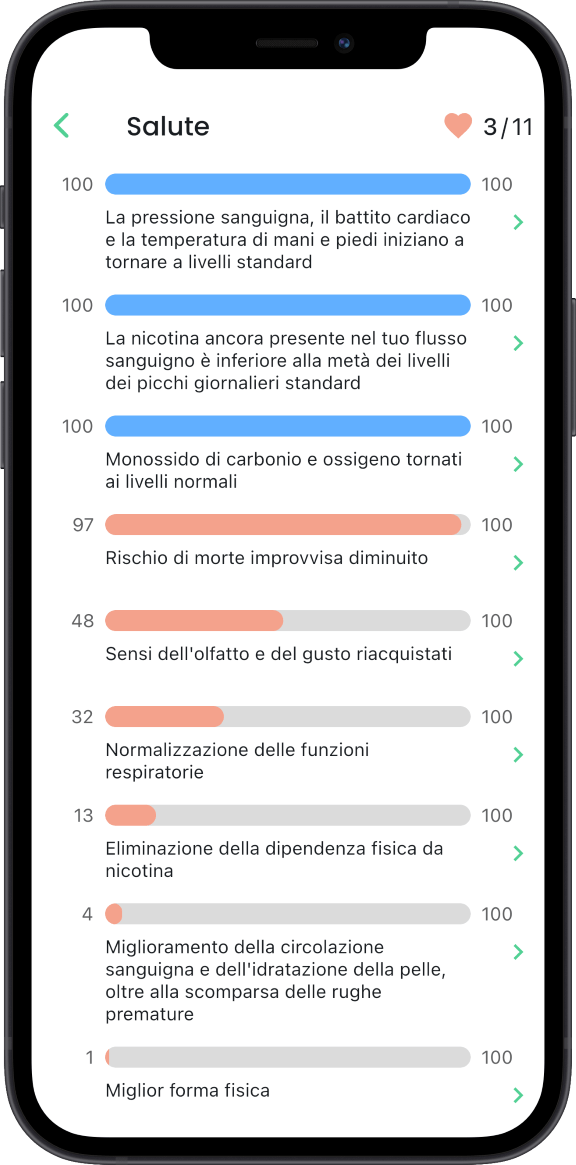 Salute 3/11
100 100
La pressione sanguigna, il battito cardiaco
e la temperatura di mani e piedi iniziano a
tornare a livelli standard
100 100
La nicotina ancora presente nel tuo flusso
sanguigno è inferiore alla metà dei livelli
dei picchi giornalieri standard
100 100
Monossido di carbonio e ossigeno tornati
ai livelli normali
97 100
Rischio di morte improvvisa diminuito
48 100
Sensi dell'olfatto e del gusto riacquistati
32 100
Normalizzazione delle funzioni
respiratorie
13 100
Eliminazione della dipendenza fisica da
nicotina
4 100
Miglioramento della circolazione
sanguigna e dell'idratazione della pelle,
oltre alla scomparsa delle rughe
premature
1 100
Miglior forma fisica